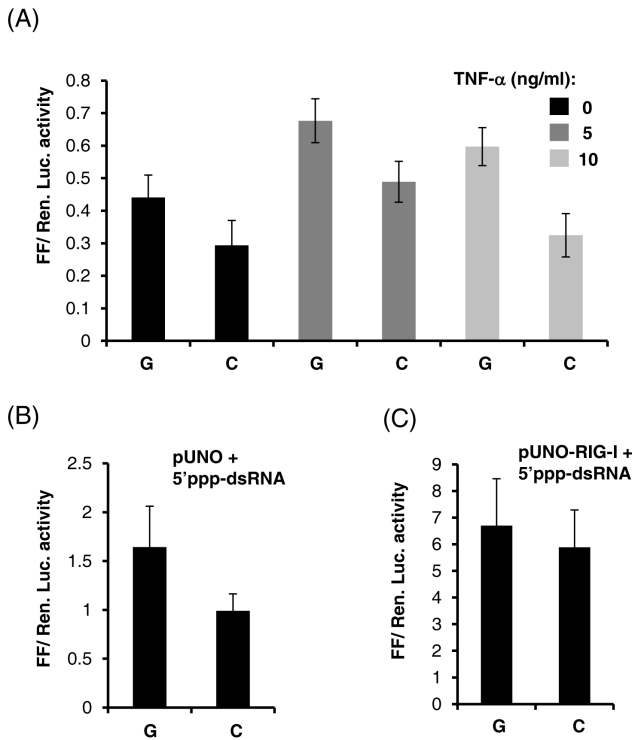 (A)
TNF-α (ng/ml):
0
5
10
FF/ Ren. Luc. activity
0.8
0.7
0.6
0.5
0.4
0.3
0.2
0.1
0
G C G C G C
(B)
pUNO +
5'ppp-dsRNA
FF/ Ren. Luc. activity
2.5
2
1.5
1
0.5
0
G C
(C)
pUNO-RIG-I +
5'ppp-dsRNA
FF/ Ren. Luc. activity
9
8
7
6
5
4
3
2
1
0
G C